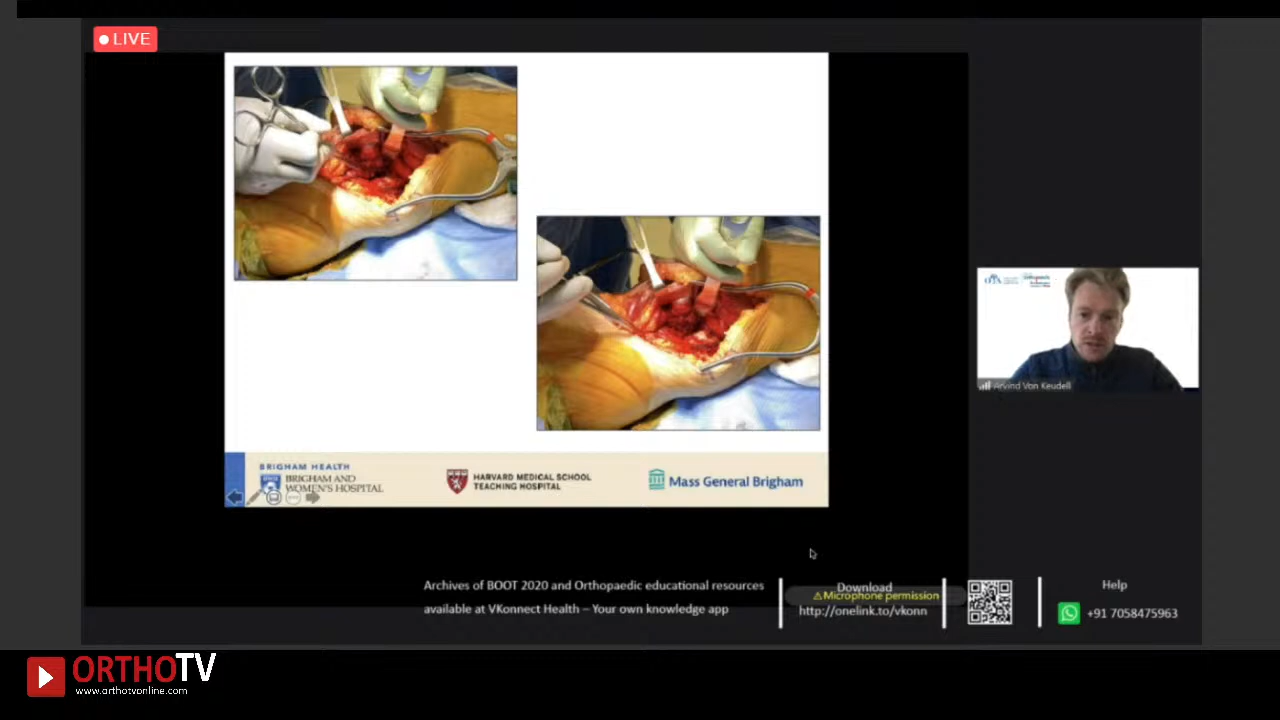 LIVE
BRIGHAM HEALTH
BRIGHAM AND
WOMEN'S HOSPITAL
HARVARD MEDICAL SCHOOL
TEACHING HOSPITAL
Mass General Brigham
Arvind Von Keudell
Archives of BOOT 2020 and Orthopaedic educational resources
available at VKonnect Health – Your own knowledge app
Download
⚠Microphone permission
http://onelink.to/vkonn
Help
+91 7058475963
ORTHOTV
www.orthotvonline.com